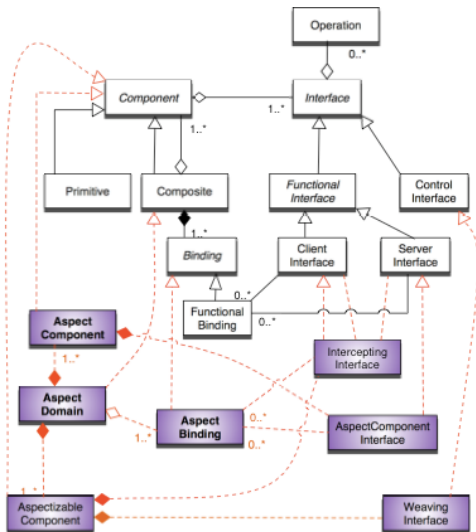 Operation
0..*
Component
1..*
Interface
1..*
Primitive
Composite
Functional
Interface
Control
Interface
1..*
Binding
Client
Interface
Server
Interface
0..*
Functional
Binding
0..*
Aspect
Component
1..*
Intercepting
Interface
Aspect
Domain
1..*
Aspect
Binding
0..*
0..*
AspectComponent
Interface
1..*
Aspectizable
Component
Weaving
Interface